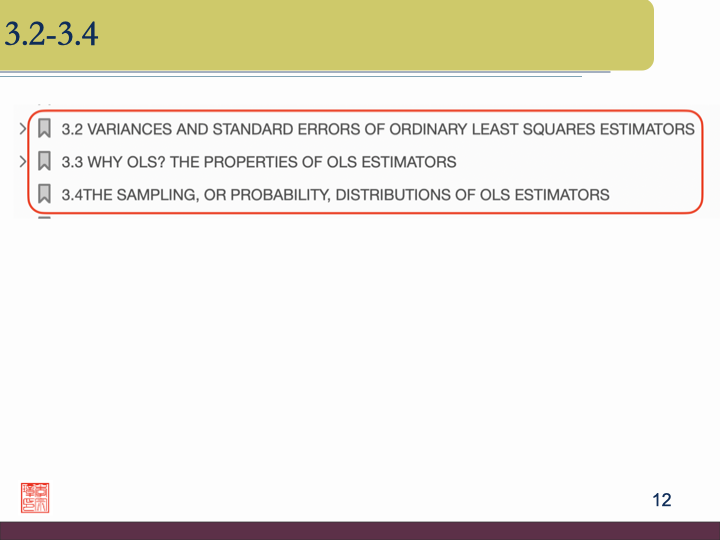 3.2-3.4
3.2 VARIANCES AND STANDARD ERRORS OF ORDINARY LEAST SQUARES ESTIMATORS
3.3 WHY OLS? THE PROPERTIES OF OLS ESTIMATORS
3.4THE SAMPLING, OR PROBABILITY, DISTRIBUTIONS OF OLS ESTIMATORS
12